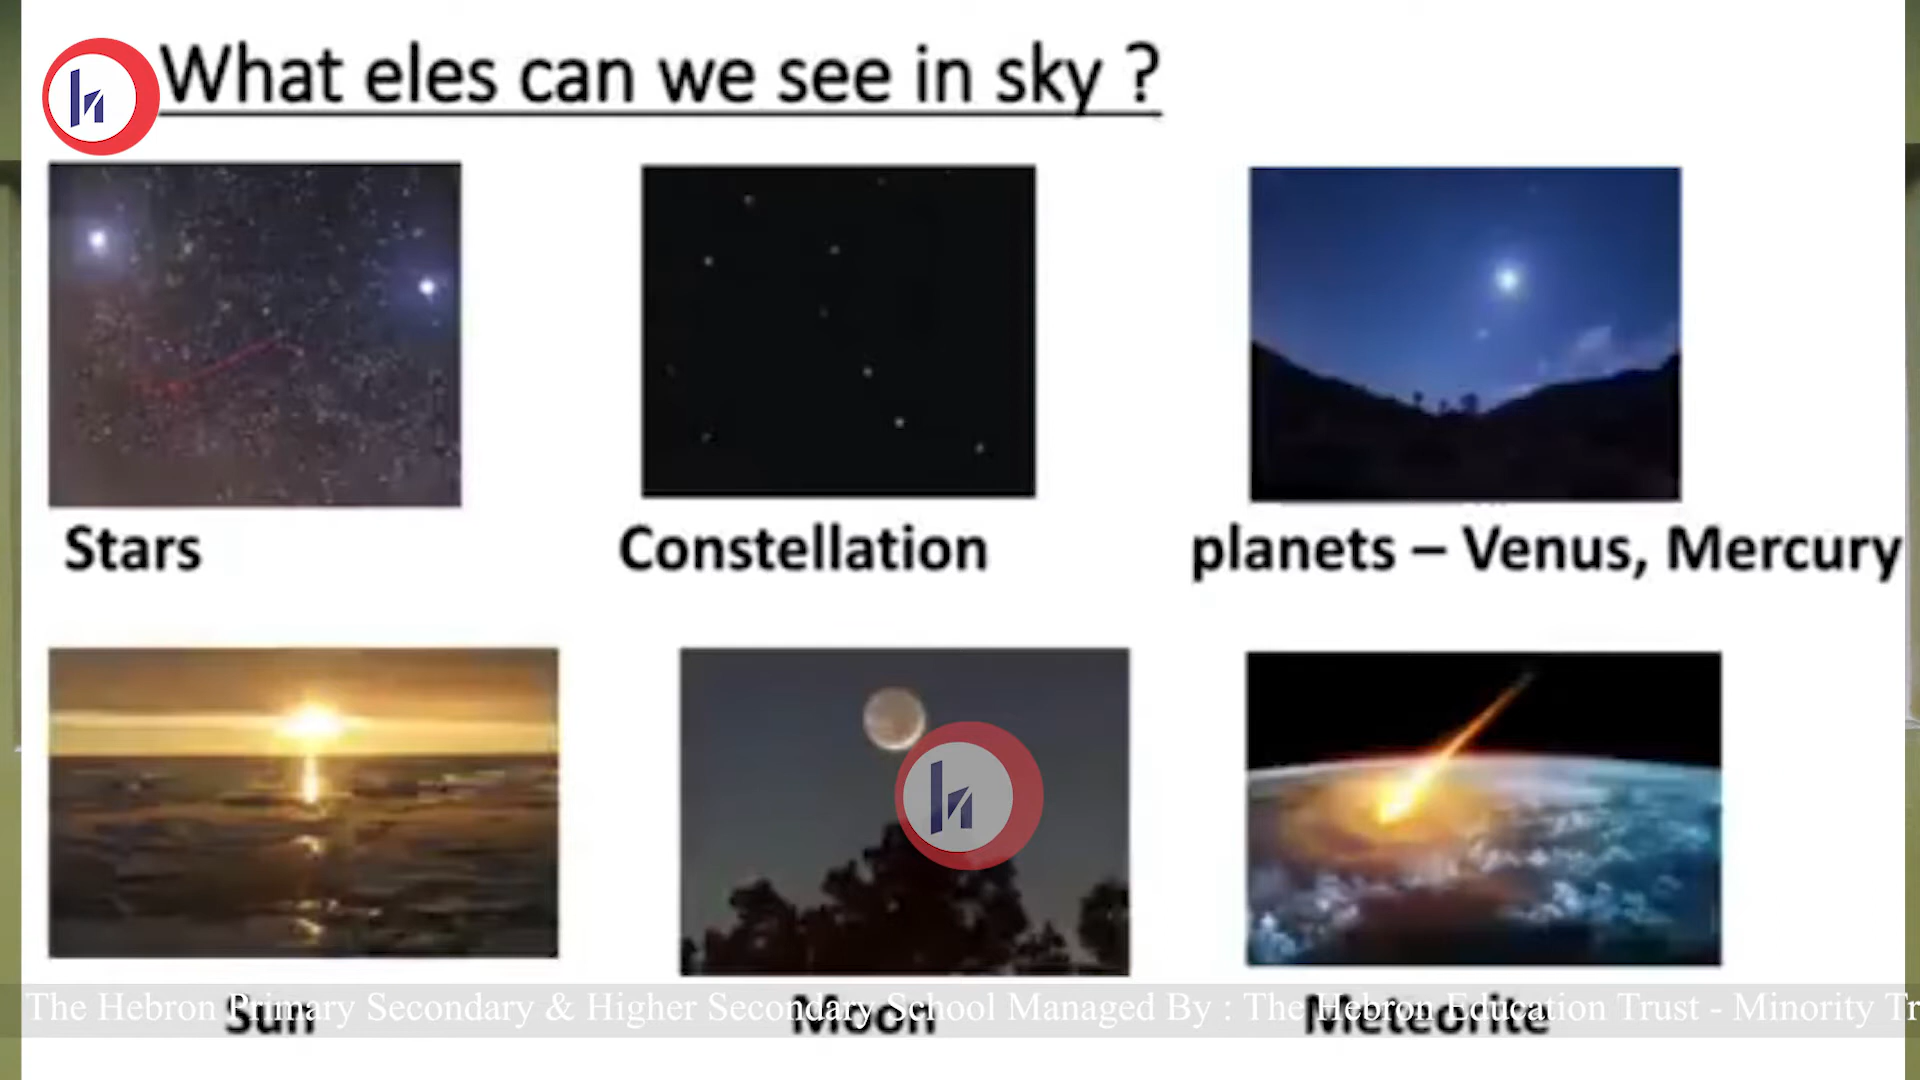 What eles can we see in sky ?
Stars
Constellation
planets – Venus, Mercury
Sun
Moon
Meteorite
The Hebron Primary Secondary & Higher Secondary School Managed By : The Hebron Education Trust - Minority Tr